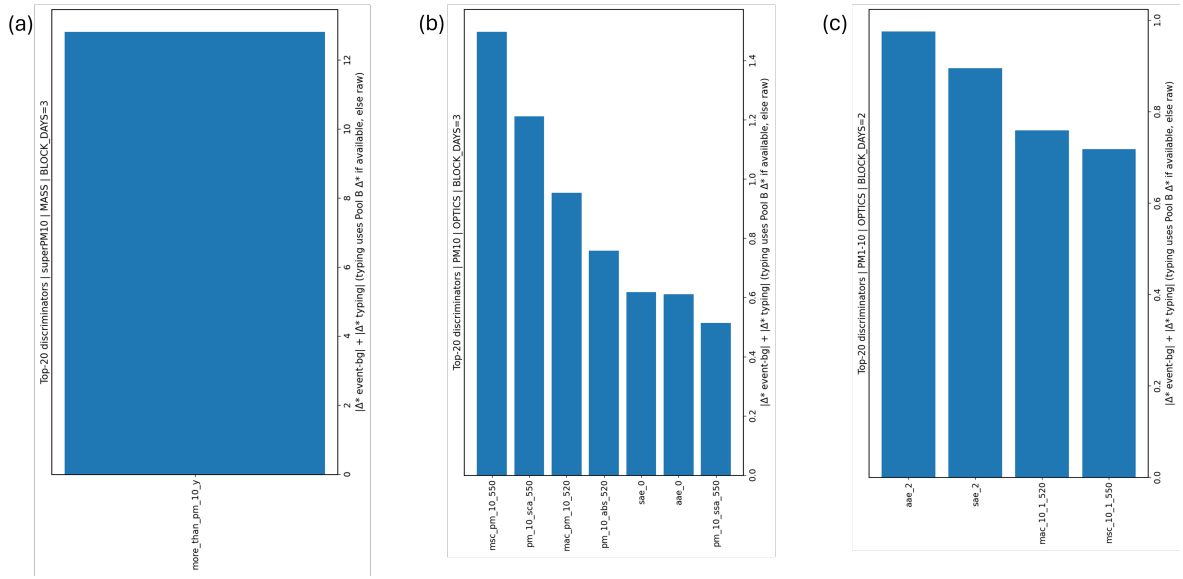 (a)
Top-20 discriminators | superPM10 | MASS | BLOCK_DAYS=3
more_than_pm_10_y
0
2
4
6
8
10
12
|Δ* event-bg| + |Δ* typing| (typing uses Pool B Δ* if available, else raw)
(b)
Top-20 discriminators | PM10 | OPTICS | BLOCK_DAYS=3
msc_pm_10_550
pm_10_sca_550
mac_pm_10_520
pm_10_abs_520
sae_0
aae_0
pm_10_ssa_550
0.0
0.2
0.4
0.6
0.8
1.0
1.2
1.4
|Δ* event-bg| + |Δ* typing| (typing uses Pool B Δ* if available, else raw)
(c)
Top-20 discriminators | PM1-10 | OPTICS | BLOCK_DAYS=2
aae_2
sae_2
mac_10_1_520
msc_10_1_550
0.0
0.2
0.4
0.6
0.8
1.0
|Δ* event-bg| + |Δ* typing| (typing uses Pool B Δ* if available, else raw)